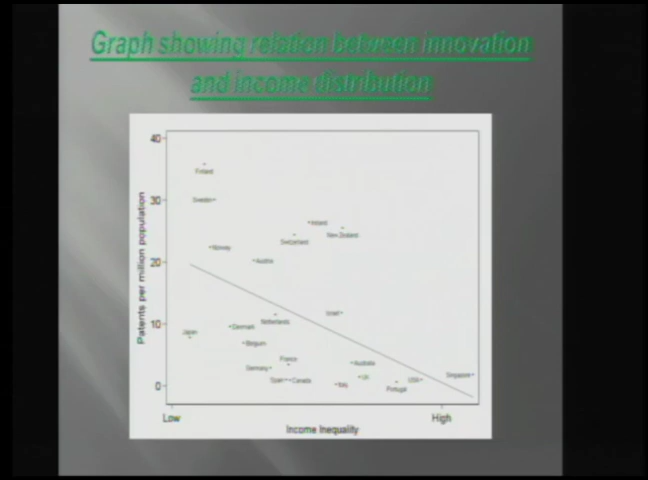 Graph showing relation between innovation
and income distribution
40
Finland
30
Sweden
Ireland
New Zealand
Switzerland
Norway
20
Austria
Israel
Netherlands
10
Denmark
Japan
Belgium
France
Australia
Germany
Singapore
Spain
Canada
UK
USA
0
Italy
Portugal
Low
High
Patents per million population
Income Inequality